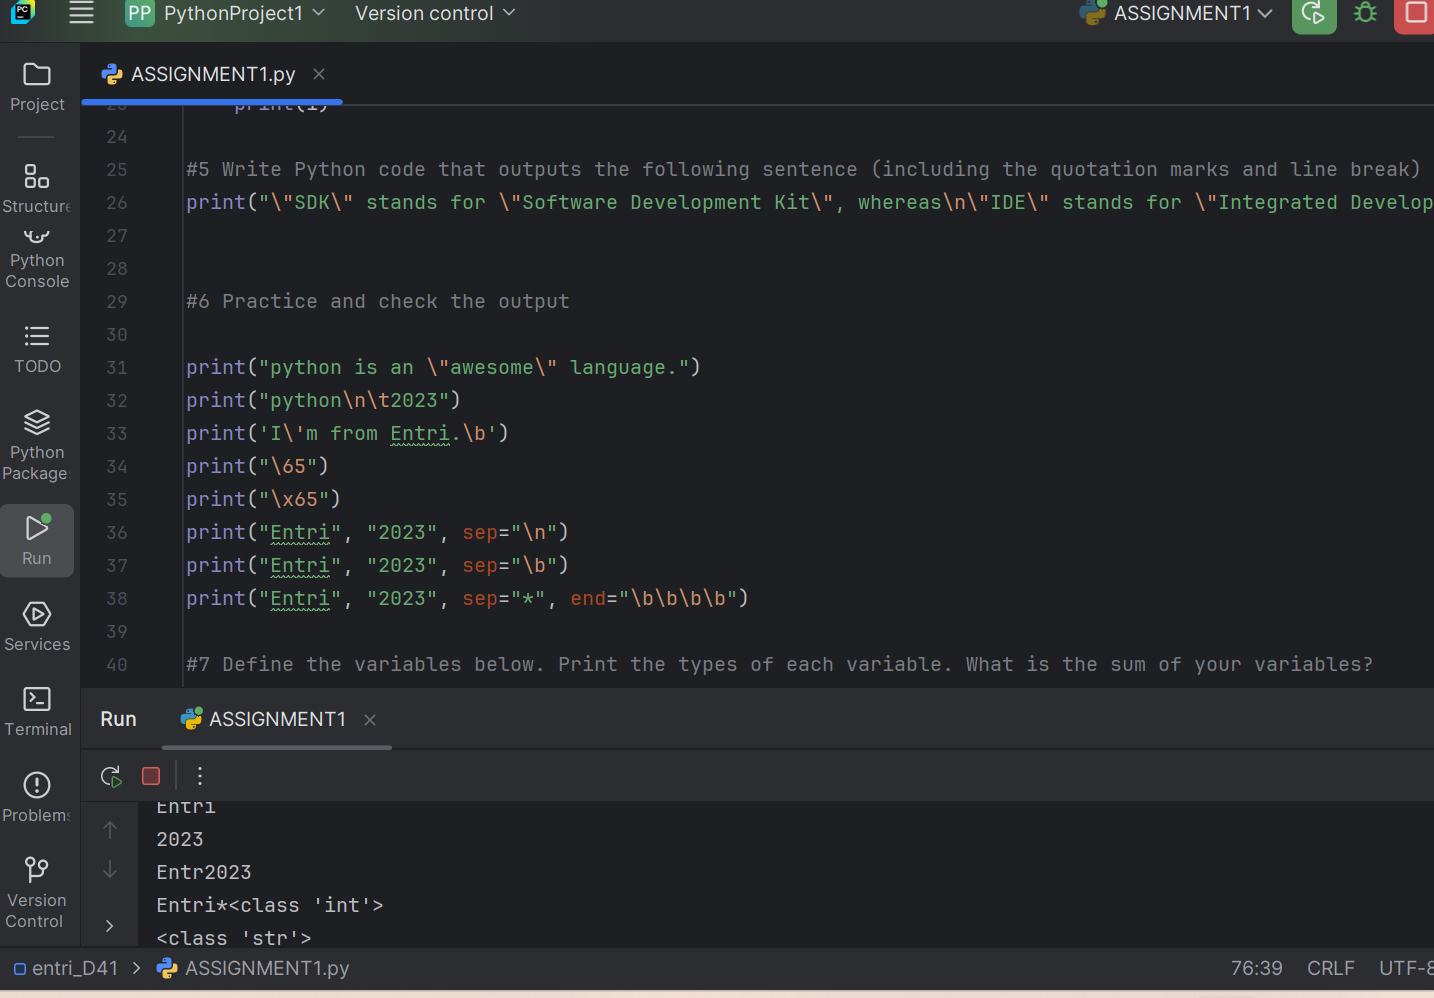 PC
PP PythonProject1 Version control ASSIGNMENT1
Project
Structure
Python
Console
TODO
Python
Package
Run
Services
Terminal
Problems
Version
Control
ASSIGNMENT1.py
23 print(i)
24
25 #5 Write Python code that outputs the following sentence (including the quotation marks and line break)
26 print("\"SDK\" stands for \"Software Development Kit\", whereas\n\"IDE\" stands for \"Integrated Develop
27
28
29 #6 Practice and check the output
30
31 print("python is an \"awesome\" language.")
32 print("python\n\t2023")
33 print('I\'m from Entri.\b')
34 print("\65")
35 print("\x65")
36 print("Entri", "2023", sep="\n")
37 print("Entri", "2023", sep="\b")
38 print("Entri", "2023", sep="*", end="\b\b\b\b")
39
40 #7 Define the variables below. Print the types of each variable. What is the sum of your variables?
Run ASSIGNMENT1
Entri
2023
Entr2023
Entri*<class 'int'>
<class 'str'>
entri_D41 > ASSIGNMENT1.py 76:39 CRLF UTF-8